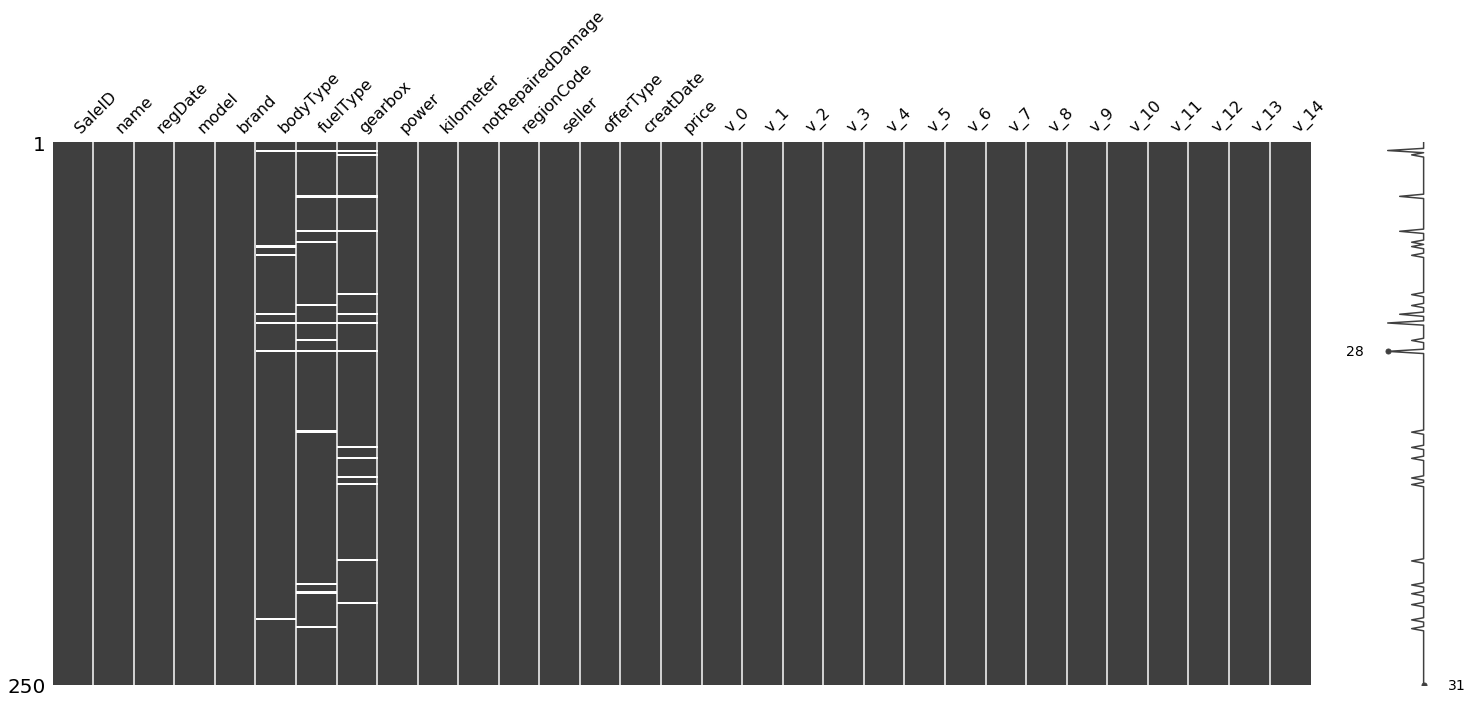 SaleID
name
regDate
model
brand
bodyType
fuelType
gearbox
power
kilometer
notRepairedDamage
regionCode
seller
offerType
creatDate
price
v_0
v_1
v_2
v_3
v_4
v_5
v_6
v_7
v_8
v_9
v_10
v_11
v_12
v_13
v_14
1
28
250
31